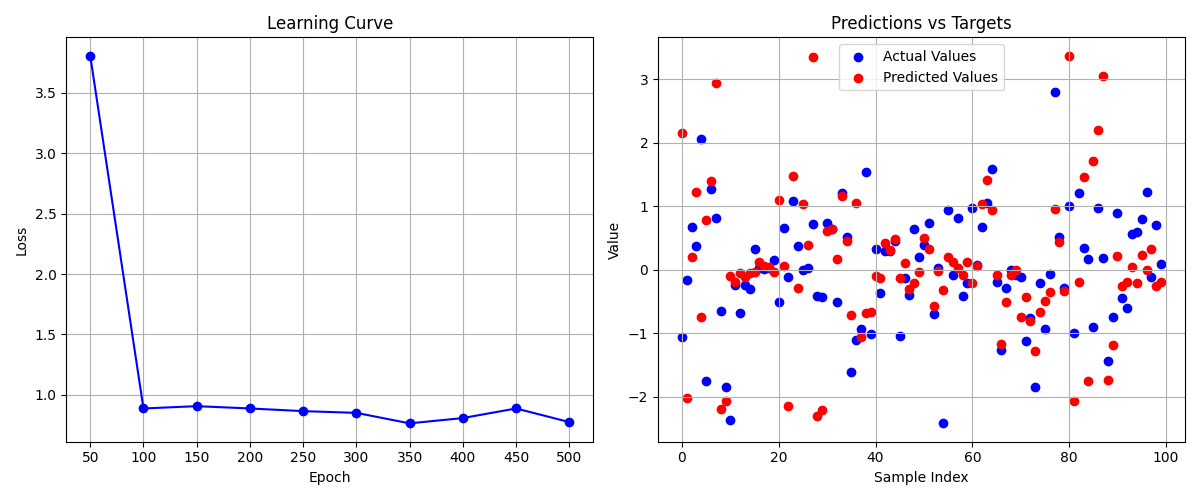 Learning Curve
Loss
3.5
3.0
2.5
2.0
1.5
1.0
50 100 150 200 250 300 350 400 450 500
Epoch
Predictions vs Targets
Actual Values
Predicted Values
Value
3
2
1
0
−1
−2
0 20 40 60 80 100
Sample Index